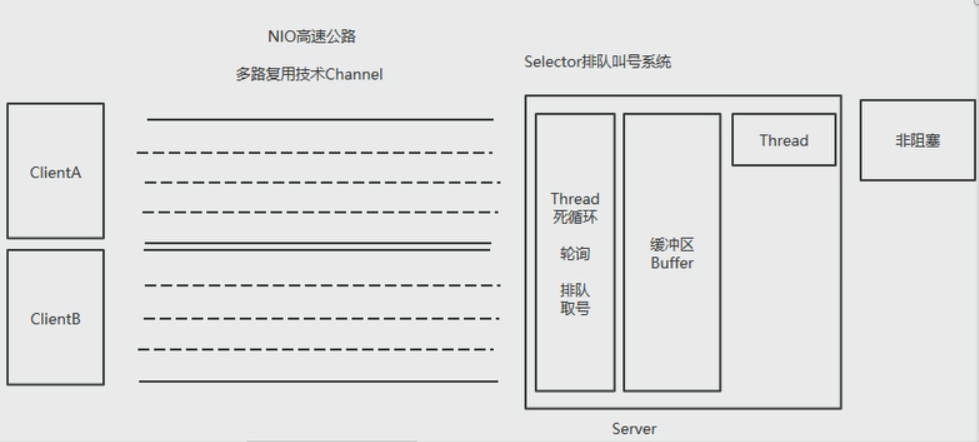 NIO高速公路
多路复用技术Channel
Selector排队叫号系统
ClientA
ClientB
Thread
死循环
轮询
排队
取号
缓冲区
Buffer
Thread
非阻塞
Server